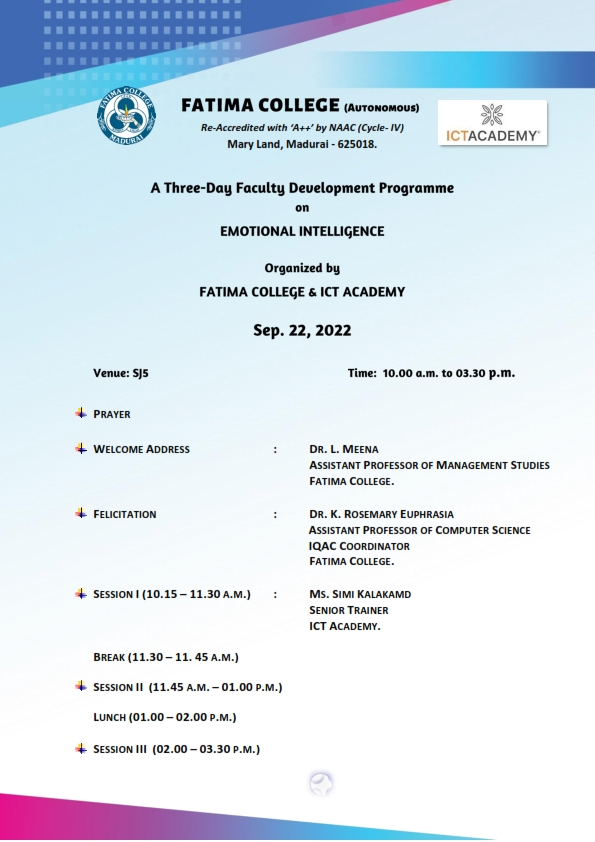 FATIMA COLLEGE
MADURAI
FATIMA COLLEGE (AUTONOMOUS)
Re-Accredited with ‘A++’ by NAAC (Cycle- IV)
Mary Land, Madurai - 625018.
ICTACADEMY®
A Three-Day Faculty Development Programme
on
EMOTIONAL INTELLIGENCE
Organized by
FATIMA COLLEGE & ICT ACADEMY
Sep. 22, 2022
Venue: SJ5 Time: 10.00 a.m. to 03.30 p.m.
PRAYER
WELCOME ADDRESS : DR. L. MEENA
ASSISTANT PROFESSOR OF MANAGEMENT STUDIES
FATIMA COLLEGE.
FELICITATION : DR. K. ROSEMARY EUPHRASIA
ASSISTANT PROFESSOR OF COMPUTER SCIENCE
IQAC COORDINATOR
FATIMA COLLEGE.
SESSION I (10.15 – 11.30 A.M.) : MS. SIMI KALAKAMD
SENIOR TRAINER
ICT ACADEMY.
BREAK (11.30 – 11. 45 A.M.)
SESSION II (11.45 A.M. – 01.00 P.M.)
LUNCH (01.00 – 02.00 P.M.)
SESSION III (02.00 – 03.30 P.M.)